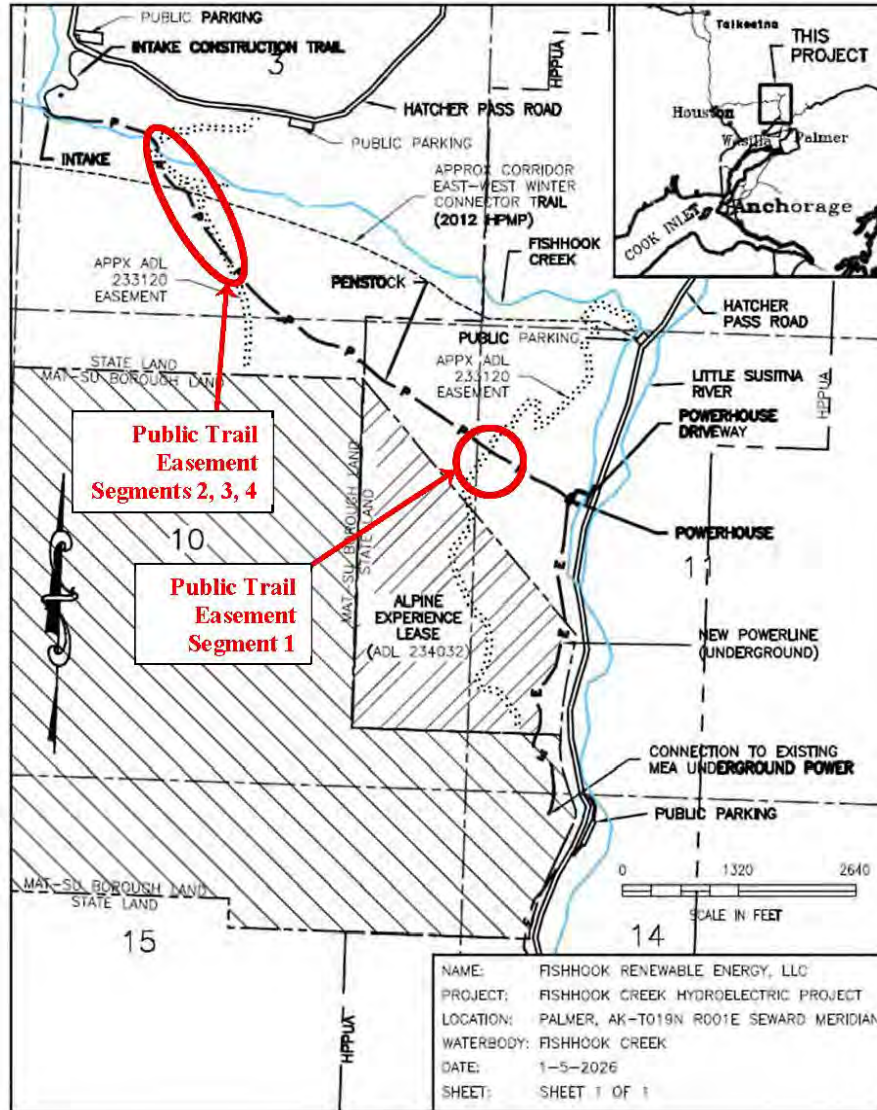 PUBLIC PARKING
INTAKE CONSTRUCTION TRAIL
3
HPPUA
HATCHER PASS ROAD
PUBLIC PARKING
INTAKE
APPROX CORRIDOR
EAST-WEST WINTER
CONNECTOR TRAIL
(2012 HPMP)
FISHHOOK
CREEK
APPX ADL
233120
EASEMENT
PENSTOCK
Talkeetna
THIS
PROJECT
Houston
Wasilla
Palmer
Anchorage
COOK INLET
HATCHER
PASS ROAD
PUBLIC PARKING
APPX ADL
233120
EASEMENT
LITTLE SUSITNA
RIVER
HPPUA
STATE LAND
MAT-SU BOROUGH LAND
POWERHOUSE
DRIVEWAY
Public Trail
Easement
Segments 2, 3, 4
P
P
P
P
P
P
P
10
MAT-SU BOROUGH LAND
STATE LAND
POWERHOUSE
11
Public Trail
Easement
Segment 1
ALPINE
EXPERIENCE
LEASE
(ADL 234032)
E
E
E
E
E
NEW POWERLINE
(UNDERGROUND)
CONNECTION TO EXISTING
MEA UNDERGROUND POWER
PUBLIC PARKING
MAT-SU BOROUGH LAND
STATE LAND
0 1320 2640
SCALE IN FEET
15
14
HPPUA
NAME: FISHHOOK RENEWABLE ENERGY, LLC
PROJECT: FISHHOOK CREEK HYDROELECTRIC PROJECT
LOCATION: PALMER, AK-T019N R001E SEWARD MERIDIAN
WATERBODY: FISHHOOK CREEK
DATE: 1-5-2026
SHEET: SHEET 1 OF 1